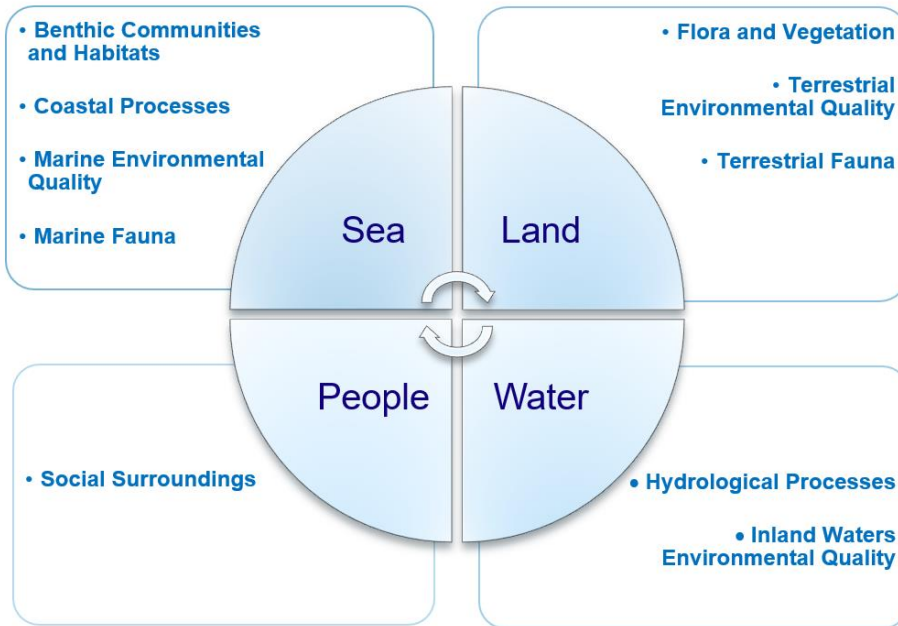 • Benthic Communities
and Habitats
• Coastal Processes
• Marine Environmental
Quality
• Marine Fauna
• Flora and Vegetation
• Terrestrial
Environmental Quality
• Terrestrial Fauna
Sea
Land
People
Water
• Social Surroundings
• Hydrological Processes
• Inland Waters
Environmental Quality